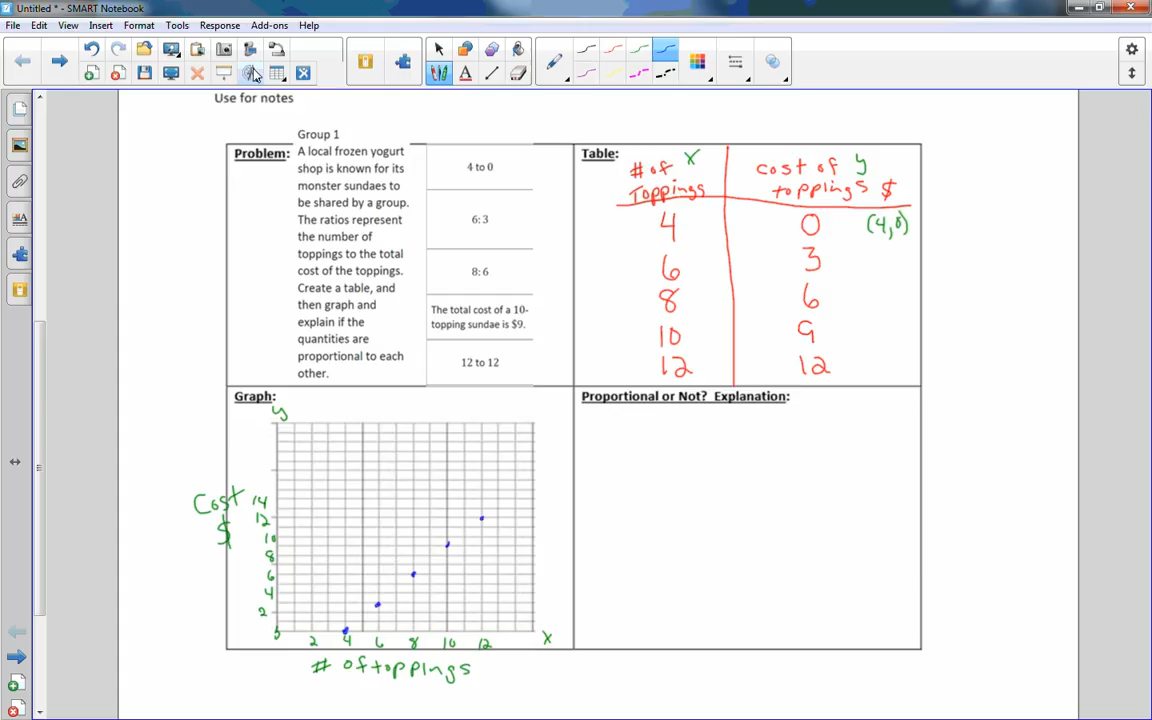 Untitled * - SMART Notebook
File Edit View Insert Format Tools Response Add-ons Help
Use for notes
Problem:
Group 1
A local frozen yogurt
shop is known for its
monster sundaes to
be shared by a group.
The ratios represent
the number of
toppings to the total
cost of the toppings.
Create a table, and
then graph and
explain if the
quantities are
proportional to each
other.
4 to 0
6: 3
8: 6
The total cost of a 10-
topping sundae is $9.
12 to 12
Table:
# of x
Toppings
cost of y
toppings $
4 0 (4,0)
6 3
8 6
10 9
12 12
Graph:
y
Cost
$
14
12
10
8
6
4
2
0 2 4 6 8 10 12 x
# of toppings
Proportional or Not? Explanation: